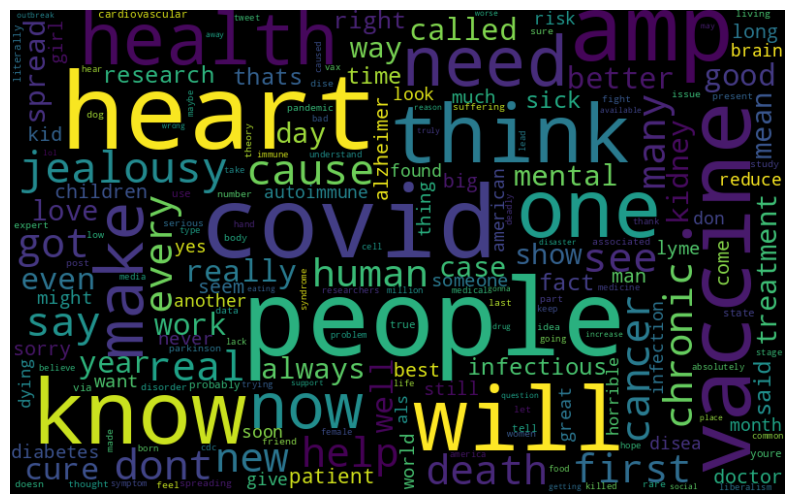 outbreak
cardiovascular
tweet
worse
sure
may
living
literally
girl
health
away
caused
vax
need
right
risk
amp
long
called
way
brain
spread
research
thats
hear
dise
time
better
good
heart
pandemic
bad
look
much
sick
think
fight
issue
present
reason
available
kid
dog
maybe
wrong
theory
day
alzheimer
suffering
truly
lead
many
mean
immune
understand
jealousy
take
cause
found
big
mental
kidney
study
reduce
children
use
number
autoimmune
thing
american
deadly
don
vaccine
love
serious
type
hand
covid
one
thank
expert
low
yes
body
got
post
every
cell
disaster
associated
come
make
really
show
see
lyme
even
media
seem
human
case
someone
fact
man
treatment
might
another
eating
syndrome
researchers
million
medical
gonna
last
part
keep
medicine
state
say
data
people
true
drug
idea
going
chronic
infection
sorry
never
work
lack
problem
increase
cancer
year
real
parkinson
always
best
infectious
said
stage
dying
believe
via
want
disorder
probably
trying
support
well
life
still
question
great
horrible
absolutely
know
now
will
let
tell
women
hope
place
made
born
cdc
friend
female
soon
help
als
world
america
month
common
diabetes
disea
doctor
youre
cure
dont
new
give
patient
death
food
first
rare
doesn
thought
symptom
feel
spreading
getting
killed
social
liberalism